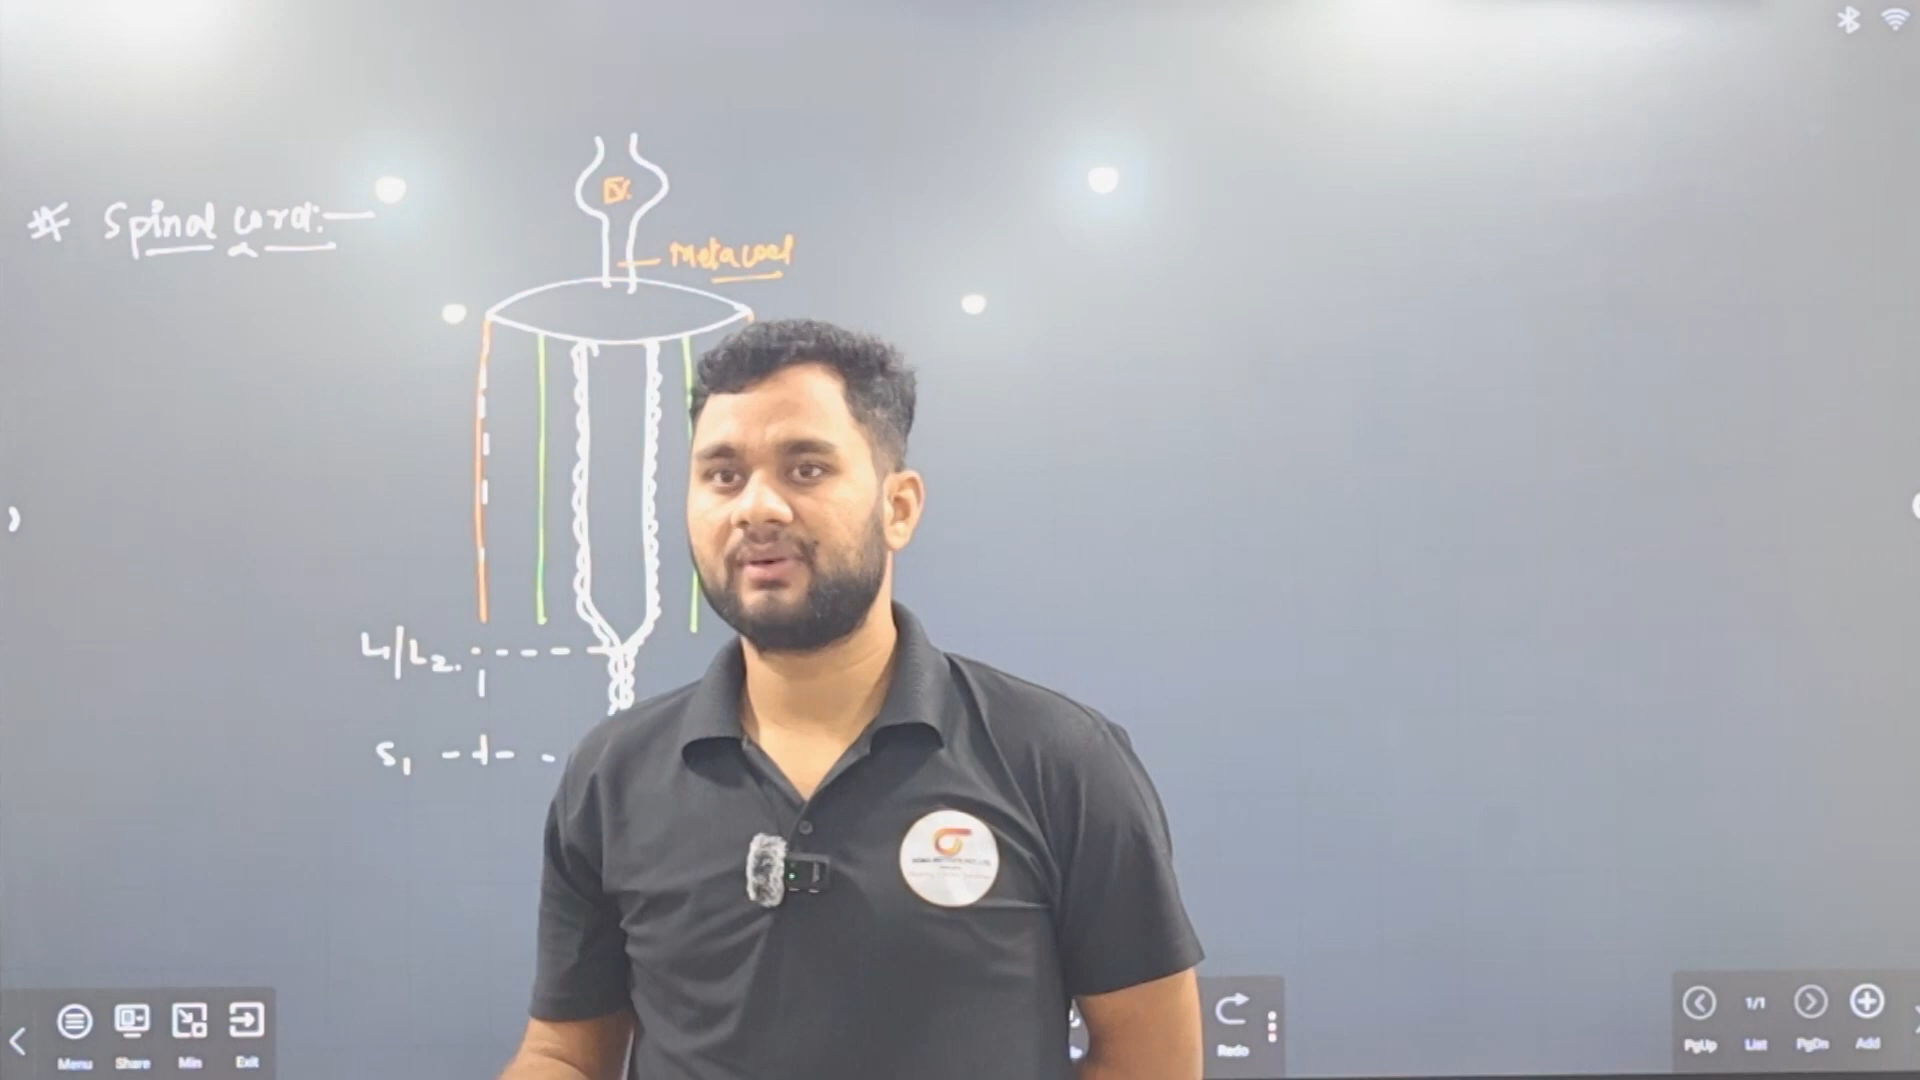 # Spinal cord:-
IV.
Metacoel
L1/L2.
S1
Menu
Share
Min
Exit
Redo
PgUp
1/1
List
PgDn
Add